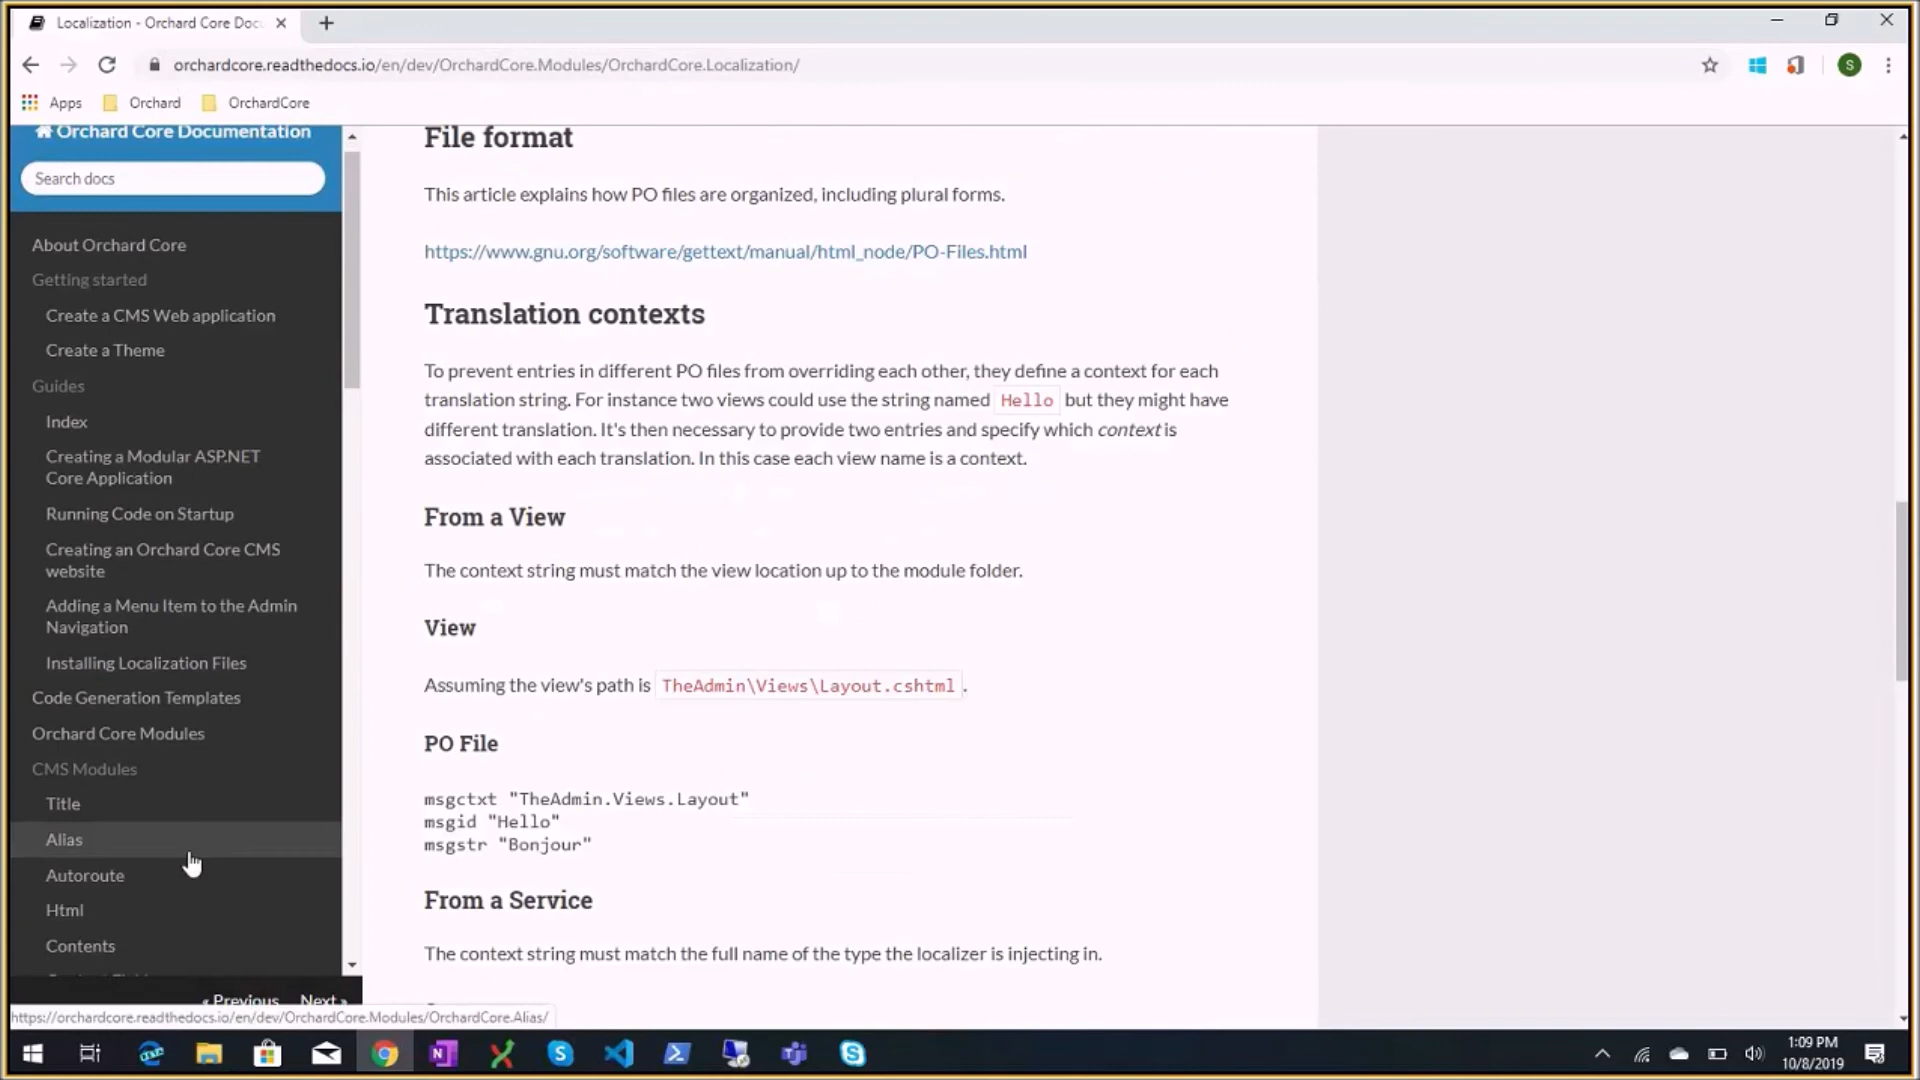 Localization - Orchard Core Doc
orchardcore.readthedocs.io/en/dev/OrchardCore.Modules/OrchardCore.Localization/
S
Apps
Orchard
OrchardCore
Orchard Core Documentation
Search docs
About Orchard Core
Getting started
Create a CMS Web application
Create a Theme
Guides
Index
Creating a Modular ASP.NET
Core Application
Running Code on Startup
Creating an Orchard Core CMS
website
Adding a Menu Item to the Admin
Navigation
Installing Localization Files
Code Generation Templates
Orchard Core Modules
CMS Modules
Title
Alias
Autoroute
Html
Contents
« Previous Next »
https://orchardcore.readthedocs.io/en/dev/OrchardCore.Modules/OrchardCore.Alias/
File format
This article explains how PO files are organized, including plural forms.
https://www.gnu.org/software/gettext/manual/html_node/PO-Files.html
Translation contexts
To prevent entries in different PO files from overriding each other, they define a context for each
translation string. For instance two views could use the string named Hello but they might have
different translation. It's then necessary to provide two entries and specify which context is
associated with each translation. In this case each view name is a context.
From a View
The context string must match the view location up to the module folder.
View
Assuming the view's path is TheAdmin\Views\Layout.cshtml.
PO File
msgctxt "TheAdmin.Views.Layout"
msgid "Hello"
msgstr "Bonjour"
From a Service
The context string must match the full name of the type the localizer is injecting in.
1:09 PM
10/8/2019